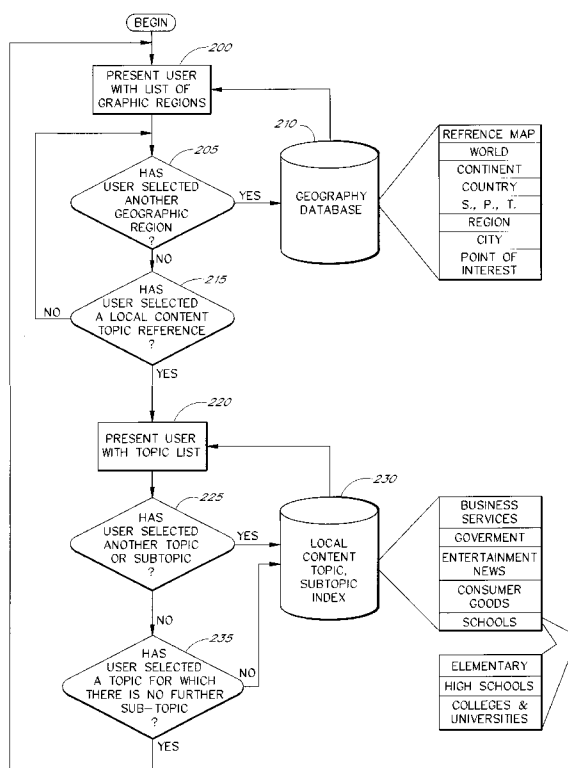 BEGIN
200
PRESENT USER
WITH LIST OF
GRAPHIC REGIONS
205
HAS
USER SELECTED
ANOTHER
GEOGRAPHIC
REGION
?
YES
210
GEOGRAPHY
DATABASE
REFRENCE MAP
WORLD
CONTINENT
COUNTRY
S., P., T.
REGION
CITY
POINT OF
INTEREST
NO
215
HAS
USER SELECTED
A LOCAL CONTENT
TOPIC REFERENCE
?
NO
YES
220
PRESENT USER
WITH TOPIC LIST
225
HAS
USER SELECTED
ANOTHER TOPIC
OR SUBTOPIC
?
YES
230
LOCAL
CONTENT
TOPIC,
SUBTOPIC
INDEX
BUSINESS
SERVICES
GOVERMENT
ENTERTAINMENT
NEWS
CONSUMER
GOODS
SCHOOLS
ELEMENTARY
HIGH SCHOOLS
COLLEGES &
UNIVERSITIES
NO
235
HAS
USER SELECTED
A TOPIC FOR WHICH
THERE IS NO FURTHER
SUB-TOPIC
?
NO
YES